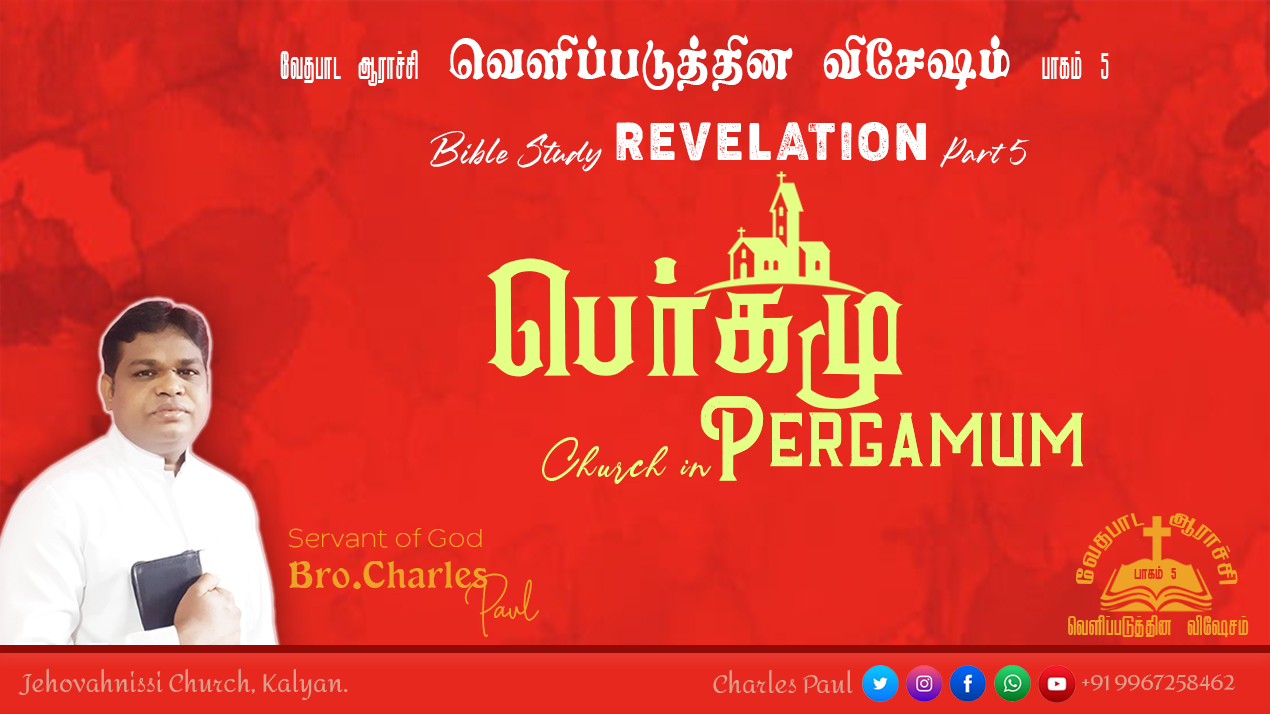 வேதபாட ஆராச்சி வெளிப்படுத்தின விசேஷம் பாகம் 5
Bible Study REVELATION Part 5
பெர்கமு
Church in PERGAMUM
Servant of God
Bro.Charles
Paul
வேதபாட ஆராச்சி
பாகம் 5
வெளிப்படுத்தின விஷேசம்
Jehovahnissi Church, Kalyan.
Charles Paul +91 9967258462